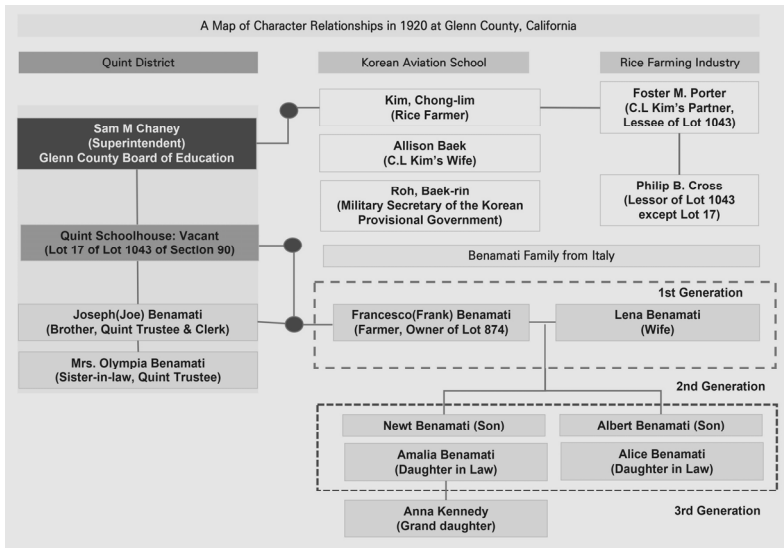 A Map of Character Relationships in 1920 at Glenn County, California
Quint District
Korean Aviation School
Rice Farming Industry
Sam M Chaney
(Superintendent)
Glenn County Board of Education
Kim, Chong-lim
(Rice Farmer)
Foster M. Porter
(C.L Kim's Partner,
Lessee of Lot 1043)
Allison Baek
(C.L Kim's Wife)
Roh, Baek-rin
(Military Secretary of the Korean
Provisional Government)
Philip B. Cross
(Lessor of Lot 1043
except Lot 17)
Quint Schoolhouse: Vacant
(Lot 17 of Lot 1043 of Section 90)
Benamati Family from Italy
1st Generation
Joseph(Joe) Benamati
(Brother, Quint Trustee & Clerk)
Francesco(Frank) Benamati
(Farmer, Owner of Lot 874)
Lena Benamati
(Wife)
Mrs. Olympia Benamati
(Sister-in-law, Quint Trustee)
2nd Generation
Newt Benamati (Son)
Albert Benamati (Son)
Amalia Benamati
(Daughter in Law)
Alice Benamati
(Daughter in Law)
3rd Generation
Anna Kennedy
(Grand daughter)